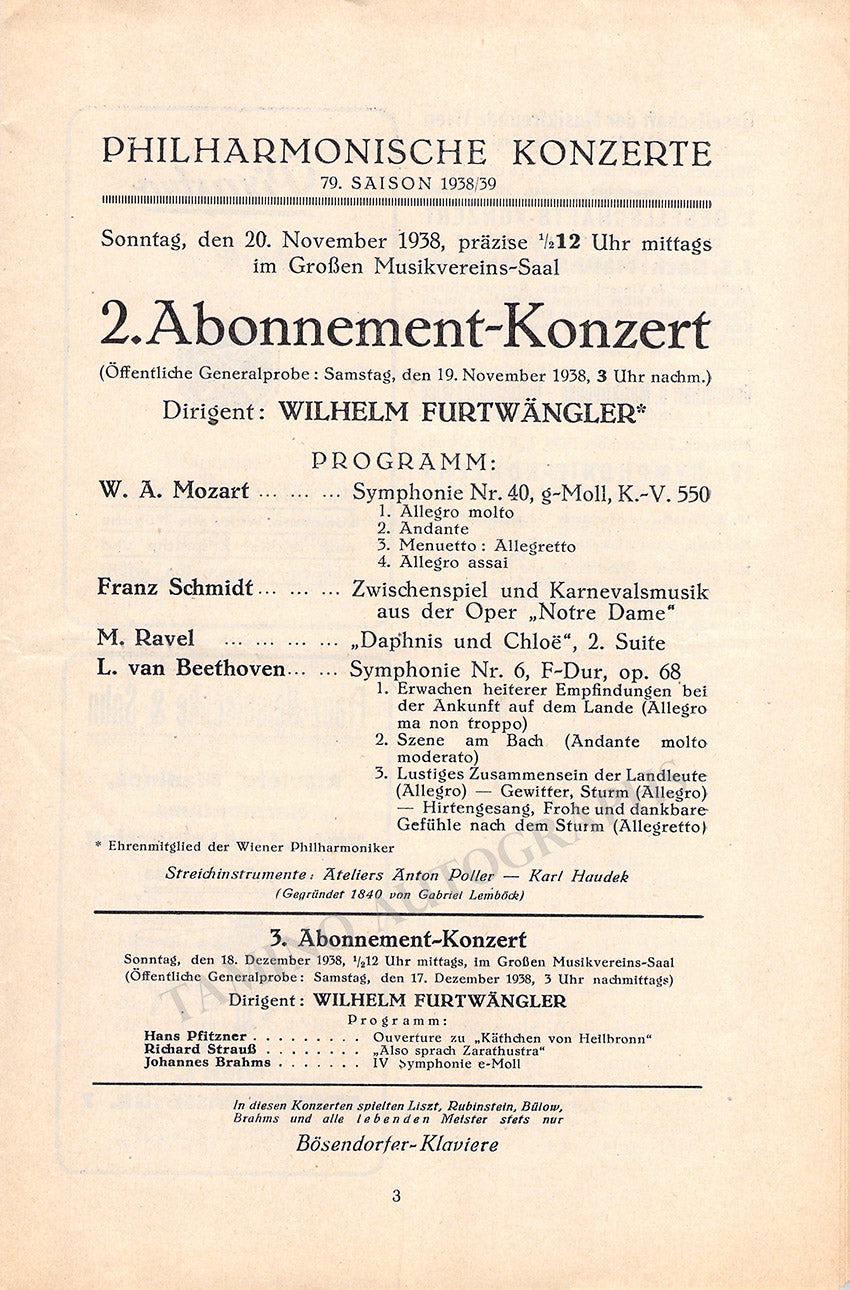 PHILHARMONISCHE KONZERTE
79. SAISON 1938/39
Sonntag, den 20. November 1938, präzise ½12 Uhr mittags
im Großen Musikvereins-Saal
2. Abonnement-Konzert
(Öffentliche Generalprobe: Samstag, den 19. November 1938, 3 Uhr nachm.)
Dirigent: WILHELM FURTWÄNGLER*
PROGRAMM:
W. A. Mozart ... ... ... Symphonie Nr. 40, g-Moll, K.-V. 550
1. Allegro molto
2. Andante
3. Menuetto: Allegretto
4. Allegro assai
Franz Schmidt ... ... ... Zwischenspiel und Karnevalsmusik
aus der Oper „Notre Dame“
M. Ravel ... ... ... ... „Daphnis und Chloë“, 2. Suite
L. van Beethoven ... ... Symphonie Nr. 6, F-Dur, op. 68
1. Erwachen heiterer Empfindungen bei
der Ankunft auf dem Lande (Allegro
ma non troppo)
2. Szene am Bach (Andante molto
moderato)
3. Lustiges Zusammensein der Landleute
(Allegro) — Gewitter, Sturm (Allegro)
— Hirtengesang, Frohe und dankbare
Gefühle nach dem Sturm (Allegretto)
* Ehrenmitglied der Wiener Philharmoniker
Streichinstrumente: Ateliers Anton Poller — Karl Haudek
(Gegründet 1840 von Gabriel Lemböck)
3. Abonnement-Konzert
Sonntag, den 18. Dezember 1938, ½12 Uhr mittags, im Großen Musikvereins-Saal
(Öffentliche Generalprobe: Samstag, den 17. Dezember 1938, 3 Uhr nachmittags)
Dirigent: WILHELM FURTWÄNGLER
Programm:
Hans Pfitzner . . . . . . . . . Ouverture zu „Käthchen von Heilbronn“
Richard Strauß . . . . . . . . „Also sprach Zarathustra“
Johannes Brahms . . . . . . . IV Symphonie e-Moll
In diesen Konzerten spielten Liszt, Rubinstein, Bülow,
Brahms und alle lebenden Meister stets nur
Bösendorfer-Klaviere
3
TAMINO AUTOGRAPHS